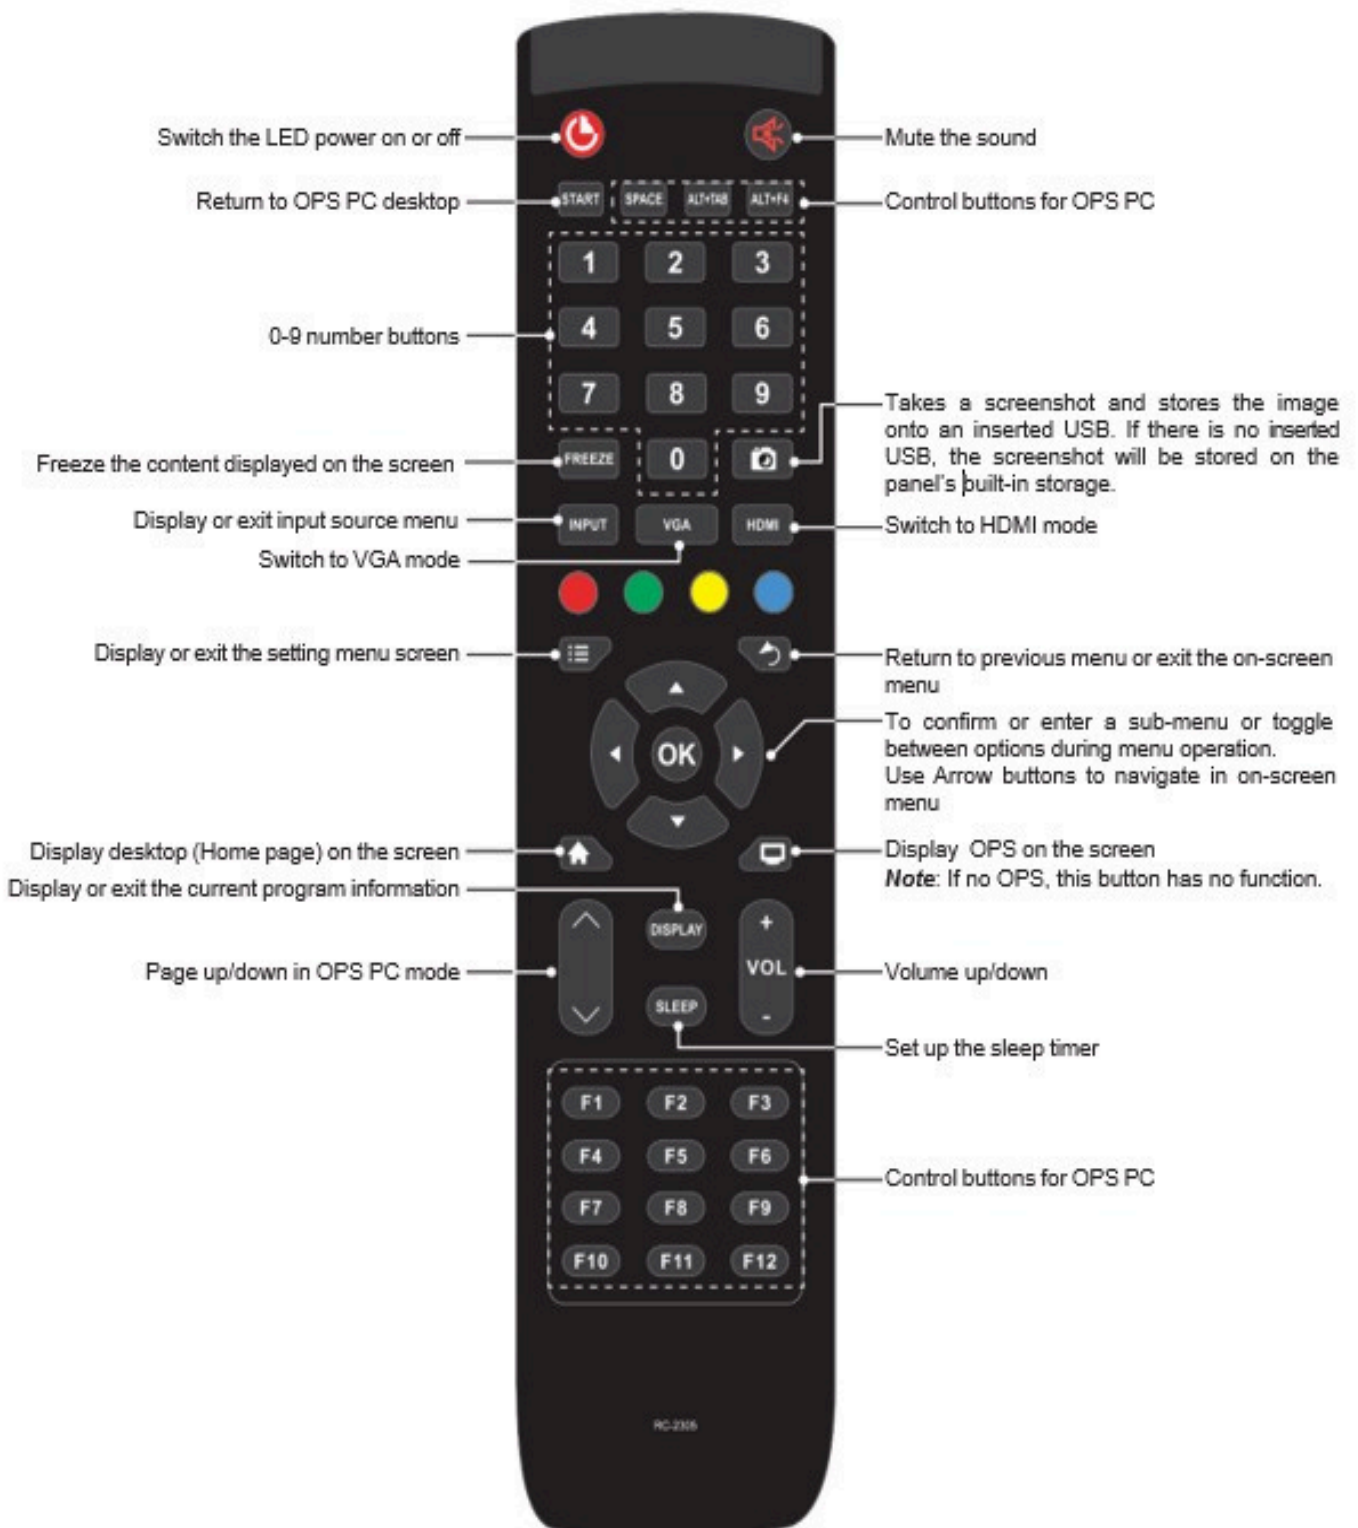 Switch the LED power on or off
Mute the sound
Return to OPS PC desktop
START
SPACE
ALT+TAB
ALT+F4
Control buttons for OPS PC
1
2
3
0-9 number buttons
4
5
6
7
8
9
Takes a screenshot and stores the image
onto an inserted USB. If there is no inserted
USB, the screenshot will be stored on the
panel's built-in storage.
Freeze the content displayed on the screen
FREEZE
0
Display or exit input source menu
INPUT
VGA
HDMI
Switch to HDMI mode
Switch to VGA mode
Display or exit the setting menu screen
Return to previous menu or exit the on-screen
menu
OK
To confirm or enter a sub-menu or toggle
between options during menu operation.
Use Arrow buttons to navigate in on-screen
menu
Display desktop (Home page) on the screen
Display OPS on the screen
Note: If no OPS, this button has no function.
Display or exit the current program information
DISPLAY
+
VOL
-
Page up/down in OPS PC mode
Volume up/down
SLEEP
Set up the sleep timer
F1
F2
F3
F4
F5
F6
Control buttons for OPS PC
F7
F8
F9
F10
F11
F12
RC-2305